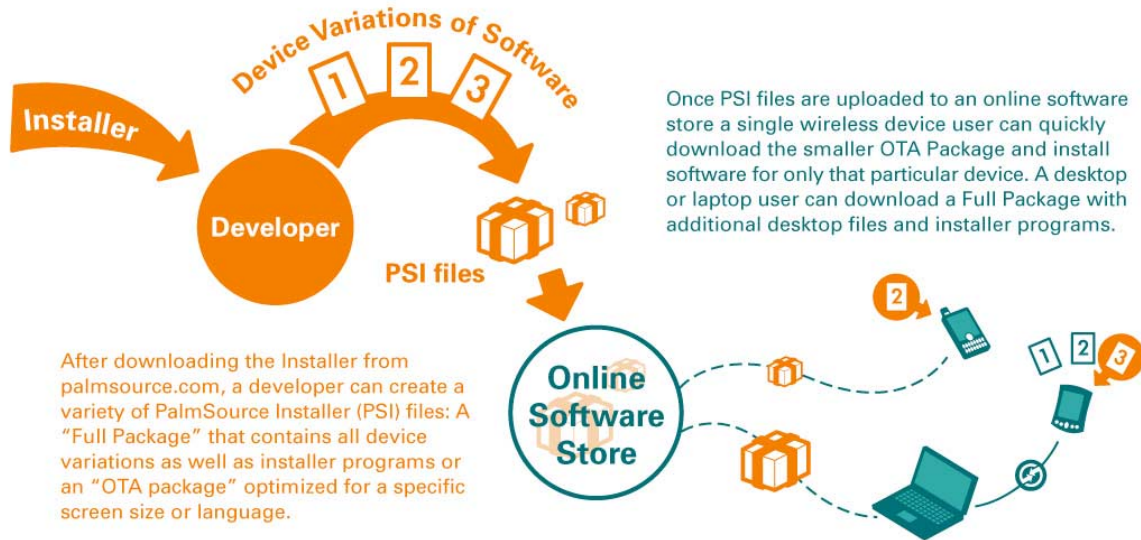 Device Variations of Software
1
2
3
Installer
Developer
PSI files
Once PSI files are uploaded to an online software
store a single wireless device user can quickly
download the smaller OTA Package and install
software for only that particular device. A desktop
or laptop user can download a Full Package with
additional desktop files and installer programs.
After downloading the Installer from
palmsource.com, a developer can create a
variety of PalmSource Installer (PSI) files: A
“Full Package” that contains all device
variations as well as installer programs or
an “OTA package” optimized for a specific
screen size or language.
Online
Software
Store
2
1
2
3